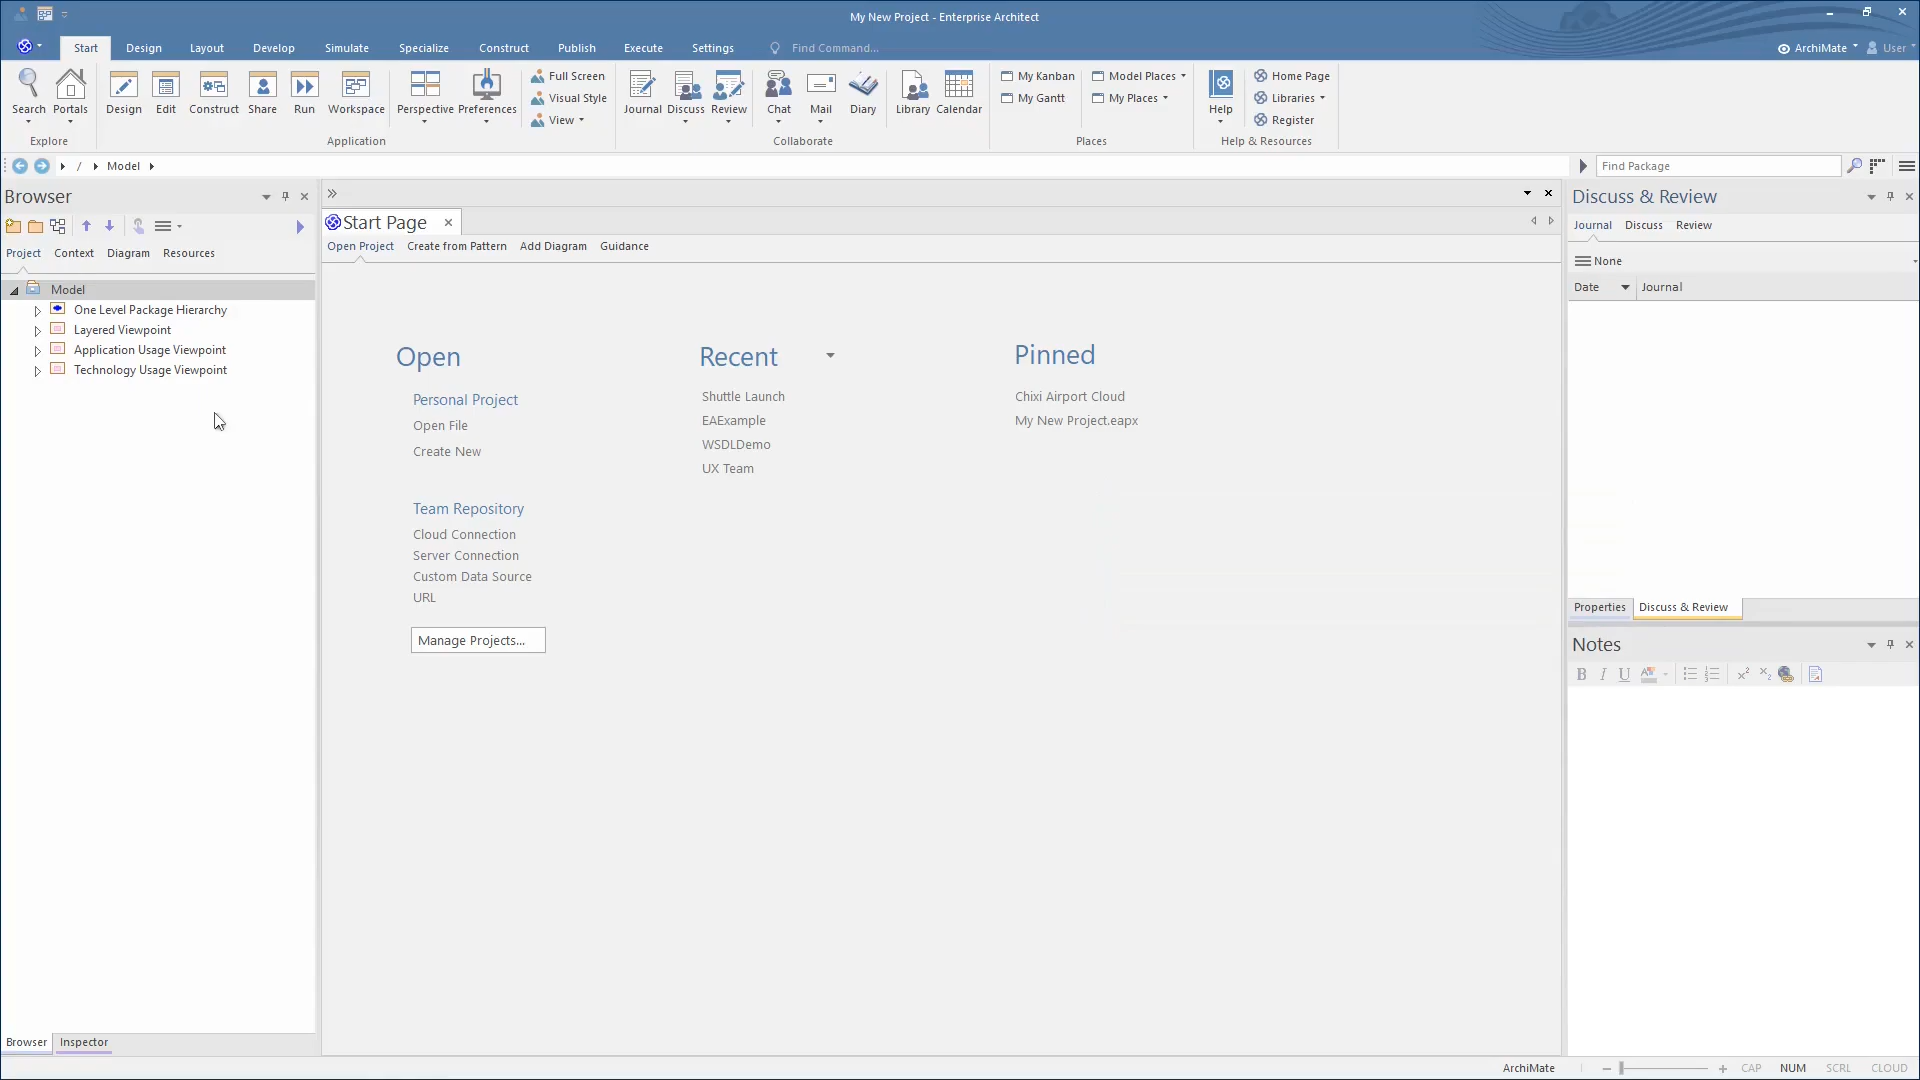 My New Project - Enterprise Architect
Start Design Layout Develop Simulate Specialize Construct Publish Execute Settings Find Command... ArchiMate User
Search Portals Design Edit Construct Share Run Workspace Perspective Preferences Full Screen Visual Style View Journal Discuss Review Chat Mail Diary Library Calendar My Kanban My Gantt Model Places My Places Help Home Page Libraries Register
Explore Application Collaborate Places Help & Resources
/ Model Find Package
Browser
Project Context Diagram Resources
Model
One Level Package Hierarchy
Layered Viewpoint
Application Usage Viewpoint
Technology Usage Viewpoint
Browser Inspector
Start Page
Open Project Create from Pattern Add Diagram Guidance
Open
Personal Project
Open File
Create New
Team Repository
Cloud Connection
Server Connection
Custom Data Source
URL
Manage Projects...
Recent
Shuttle Launch
EAExample
WSDLDemo
UX Team
Pinned
Chixi Airport Cloud
My New Project.eapx
Discuss & Review
Journal Discuss Review
None
Date Journal
Properties Discuss & Review
Notes
B I U
ArchiMate CAP NUM SCRL CLOUD